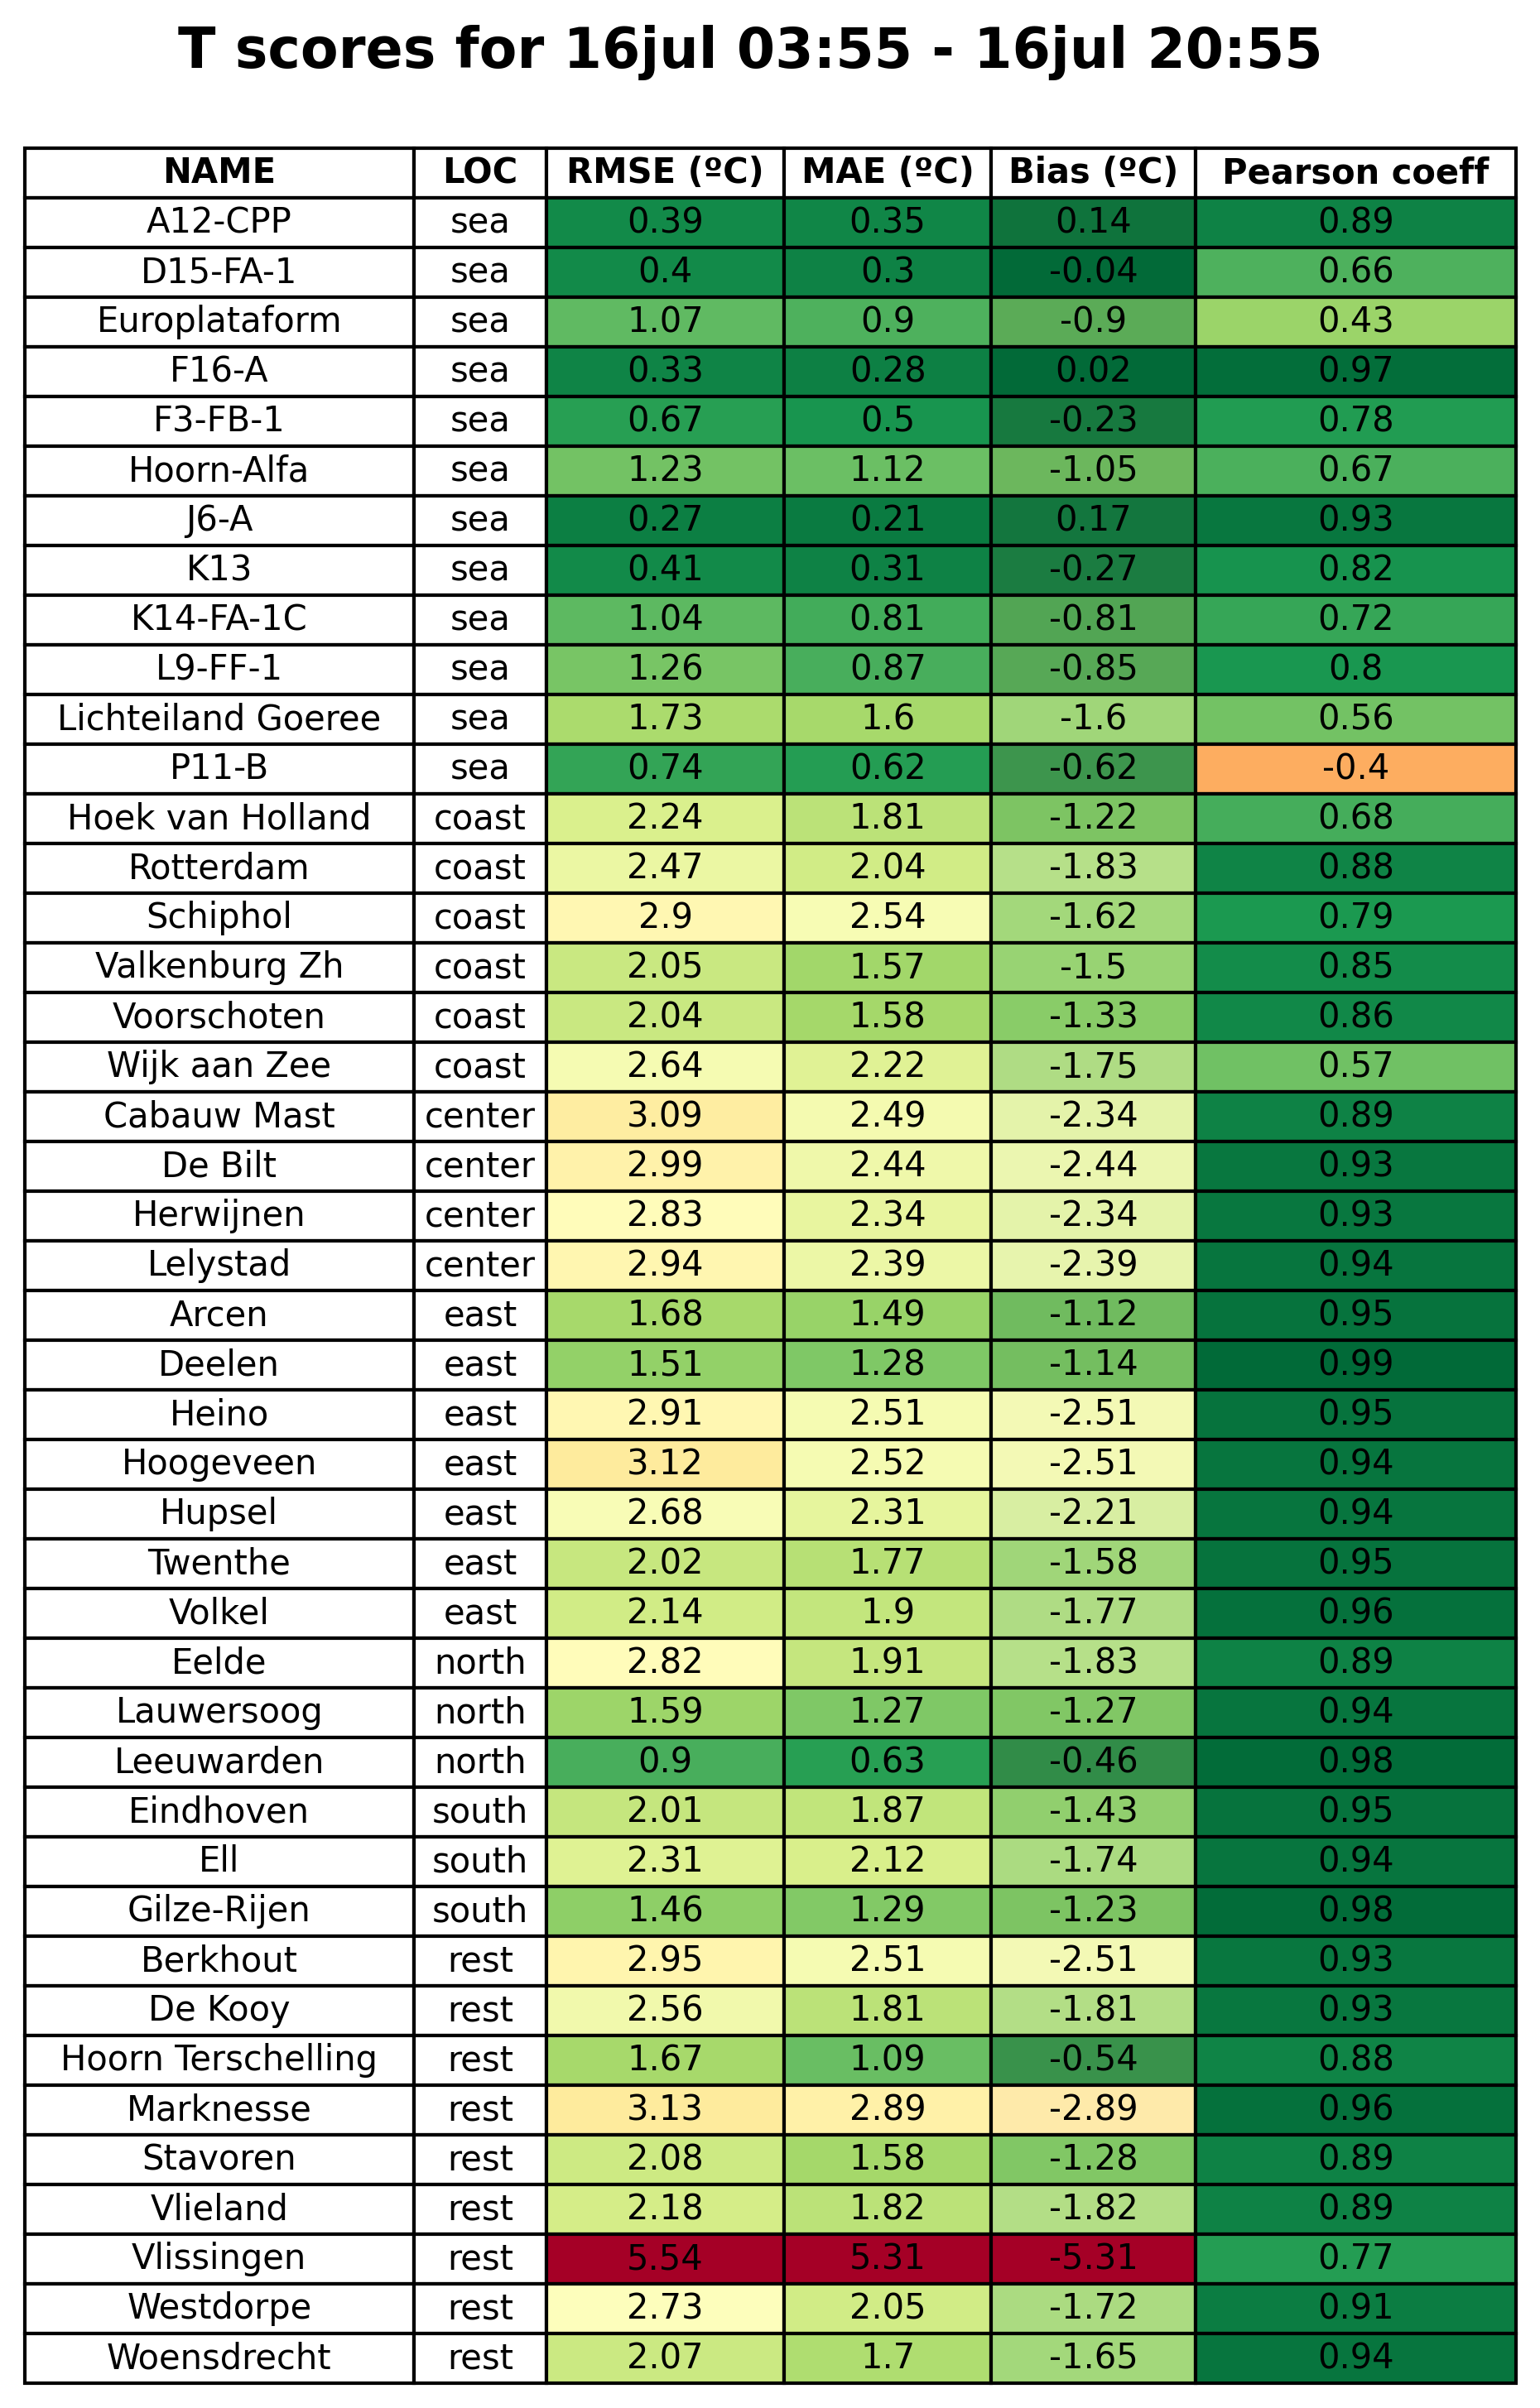 T scores for 16jul 03:55 - 16jul 20:55
NAME LOC RMSE (ºC) MAE (ºC) Bias (ºC) Pearson coeff
A12-CPP sea 0.39 0.35 0.14 0.89
D15-FA-1 sea 0.4 0.3 -0.04 0.66
Europlataform sea 1.07 0.9 -0.9 0.43
F16-A sea 0.33 0.28 0.02 0.97
F3-FB-1 sea 0.67 0.5 -0.23 0.78
Hoorn-Alfa sea 1.23 1.12 -1.05 0.67
J6-A sea 0.27 0.21 0.17 0.93
K13 sea 0.41 0.31 -0.27 0.82
K14-FA-1C sea 1.04 0.81 -0.81 0.72
L9-FF-1 sea 1.26 0.87 -0.85 0.8
Lichteiland Goeree sea 1.73 1.6 -1.6 0.56
P11-B sea 0.74 0.62 -0.62 -0.4
Hoek van Holland coast 2.24 1.81 -1.22 0.68
Rotterdam coast 2.47 2.04 -1.83 0.88
Schiphol coast 2.9 2.54 -1.62 0.79
Valkenburg Zh coast 2.05 1.57 -1.5 0.85
Voorschoten coast 2.04 1.58 -1.33 0.86
Wijk aan Zee coast 2.64 2.22 -1.75 0.57
Cabauw Mast center 3.09 2.49 -2.34 0.89
De Bilt center 2.99 2.44 -2.44 0.93
Herwijnen center 2.83 2.34 -2.34 0.93
Lelystad center 2.94 2.39 -2.39 0.94
Arcen east 1.68 1.49 -1.12 0.95
Deelen east 1.51 1.28 -1.14 0.99
Heino east 2.91 2.51 -2.51 0.95
Hoogeveen east 3.12 2.52 -2.51 0.94
Hupsel east 2.68 2.31 -2.21 0.94
Twenthe east 2.02 1.77 -1.58 0.95
Volkel east 2.14 1.9 -1.77 0.96
Eelde north 2.82 1.91 -1.83 0.89
Lauwersoog north 1.59 1.27 -1.27 0.94
Leeuwarden north 0.9 0.63 -0.46 0.98
Eindhoven south 2.01 1.87 -1.43 0.95
Ell south 2.31 2.12 -1.74 0.94
Gilze-Rijen south 1.46 1.29 -1.23 0.98
Berkhout rest 2.95 2.51 -2.51 0.93
De Kooy rest 2.56 1.81 -1.81 0.93
Hoorn Terschelling rest 1.67 1.09 -0.54 0.88
Marknesse rest 3.13 2.89 -2.89 0.96
Stavoren rest 2.08 1.58 -1.28 0.89
Vlieland rest 2.18 1.82 -1.82 0.89
Vlissingen rest 5.54 5.31 -5.31 0.77
Westdorpe rest 2.73 2.05 -1.72 0.91
Woensdrecht rest 2.07 1.7 -1.65 0.94